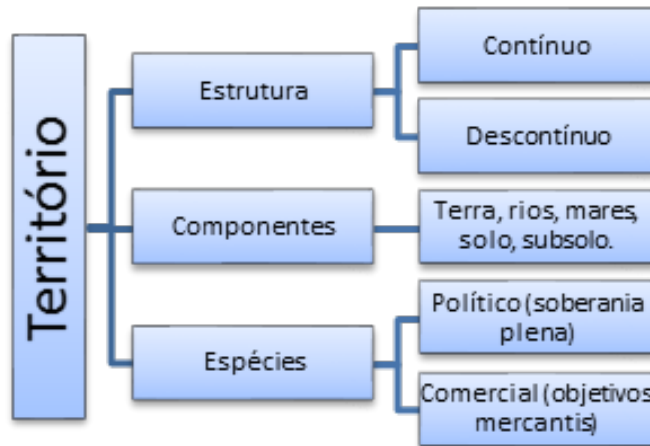 Território
Estrutura
Contínuo
Descontínuo
Componentes
Terra, rios, mares,
solo, subsolo.
Espécies
Político (soberania
plena)
Comercial (objetivos
mercantis)